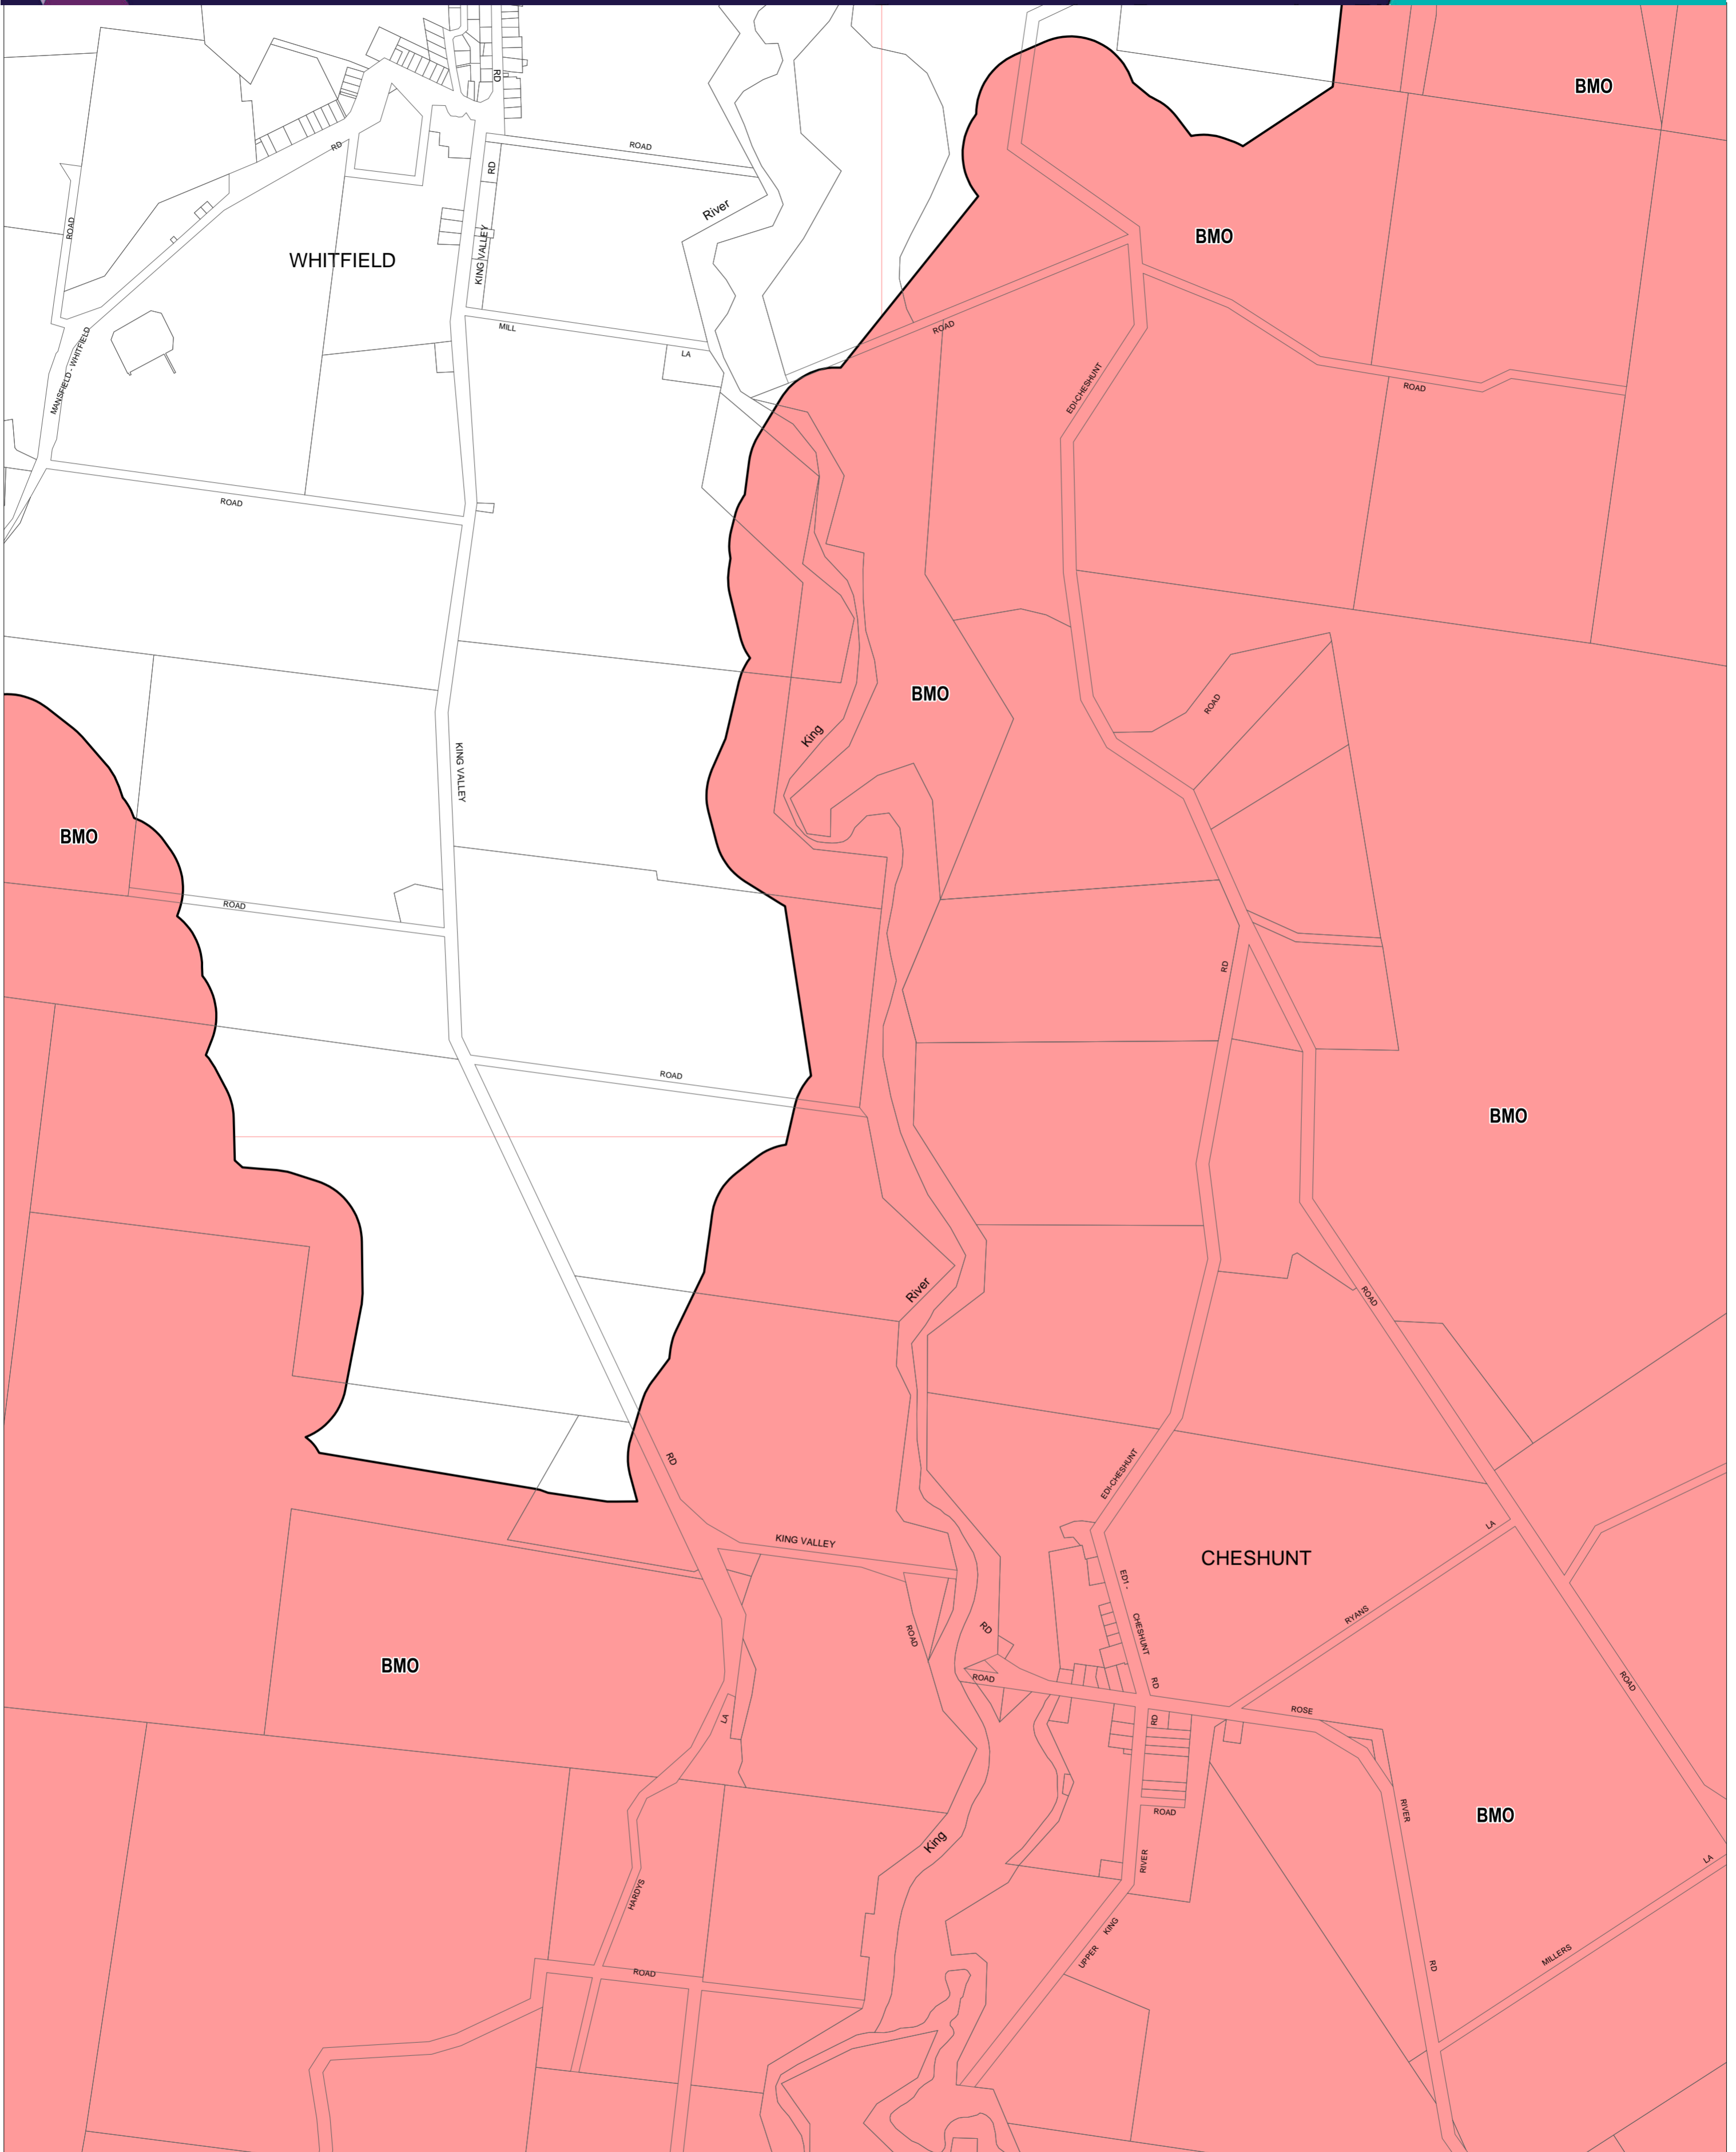 RD
BMO
ROAD
RD
RD
River
ROAD
BMO
KING VALLEY
WHITFIELD
MILL
ROAD
LA
MANSFIELD - WHITFIELD
EDI-CHESHUNT
ROAD
ROAD
BMO
ROAD
King
KING VALLEY
BMO
ROAD
RD
ROAD
BMO
River
ROAD
RD
EDI-CHESHUNT
LA
KING VALLEY
CHESHUNT
ED1 -
CHESHUNT
RYANS
RD
ROAD
BMO
ROAD
RD
ROAD
LA
RD
ROSE
RIVER
ROAD
BMO
King
RIVER
LA
HARDYS
KING
UPPER
MILLERS
RD
ROAD